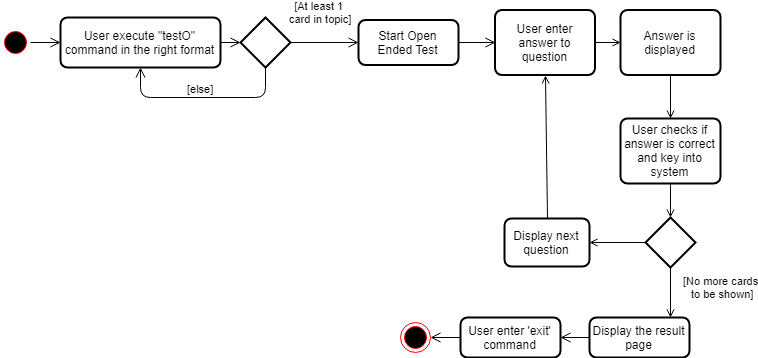 [At least 1
card in topic]
User execute "testO"
command in the right format
[else]
Start Open
Ended Test
User enter
answer to
question
Answer is
displayed
User checks if
answer is correct
and key into
system
Display next
question
[No more cards
to be shown]
Display the result
page
User enter 'exit'
command